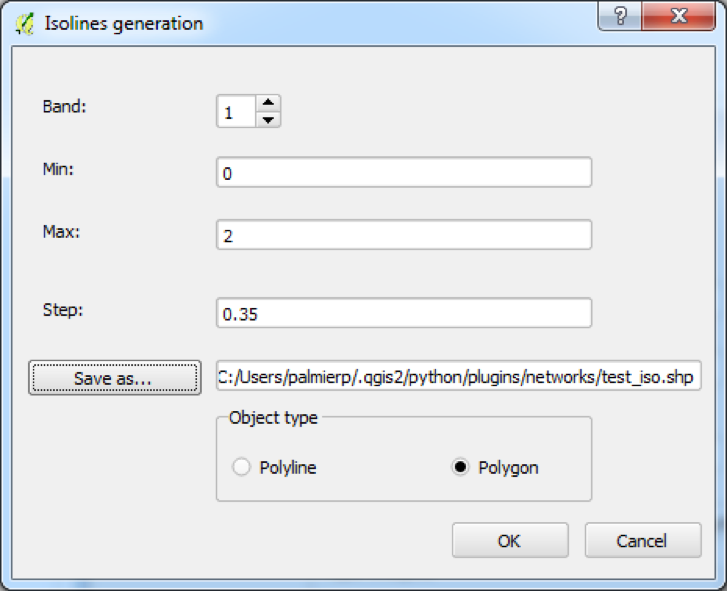 Isolines generation
?
X
Band:
1
Min:
0
Max:
2
Step:
0.35
Save as...
C:/Users/palmierp/.qgis2/python/plugins/networks/test_iso.shp
Object type
Polyline
Polygon
OK
Cancel